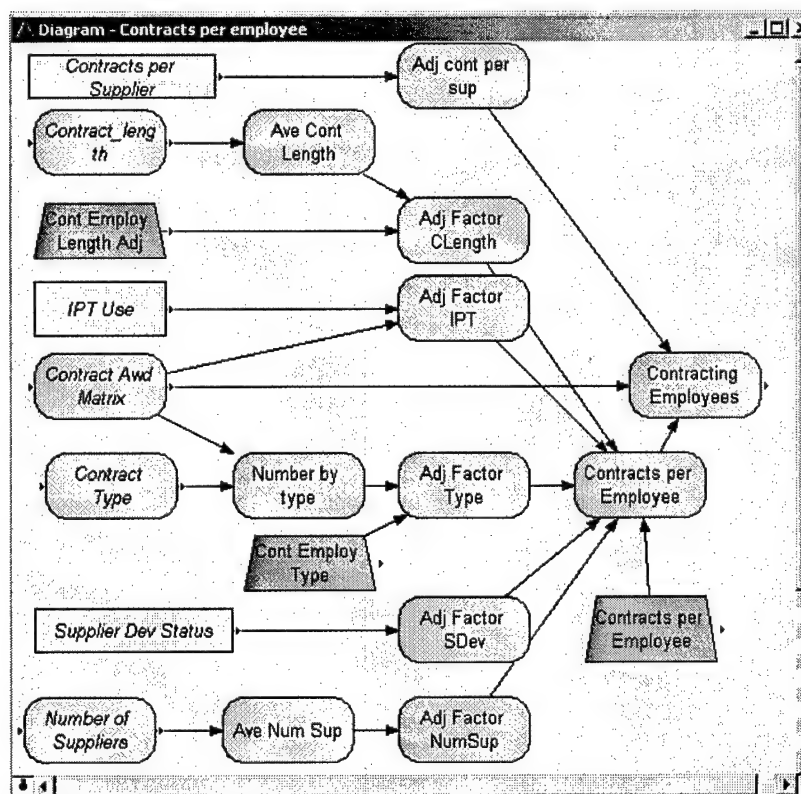 Diagram - Contracts per employee
Contracts per
Supplier
Adj cont per
sup
Contract_leng
th
Ave Cont
Length
Cont Employ
Length Adj
Adj Factor
CLength
IPT Use
Adj Factor
IPT
Contract Awd
Matrix
Contracting
Employees
Contract
Type
Number by
type
Adj Factor
Type
Contracts per
Employee
Cont Employ
Type
Supplier Dev Status
Adj Factor
SDev
Contracts per
Employee
Number of
Suppliers
Ave Num Sup
Adj Factor
NumSup